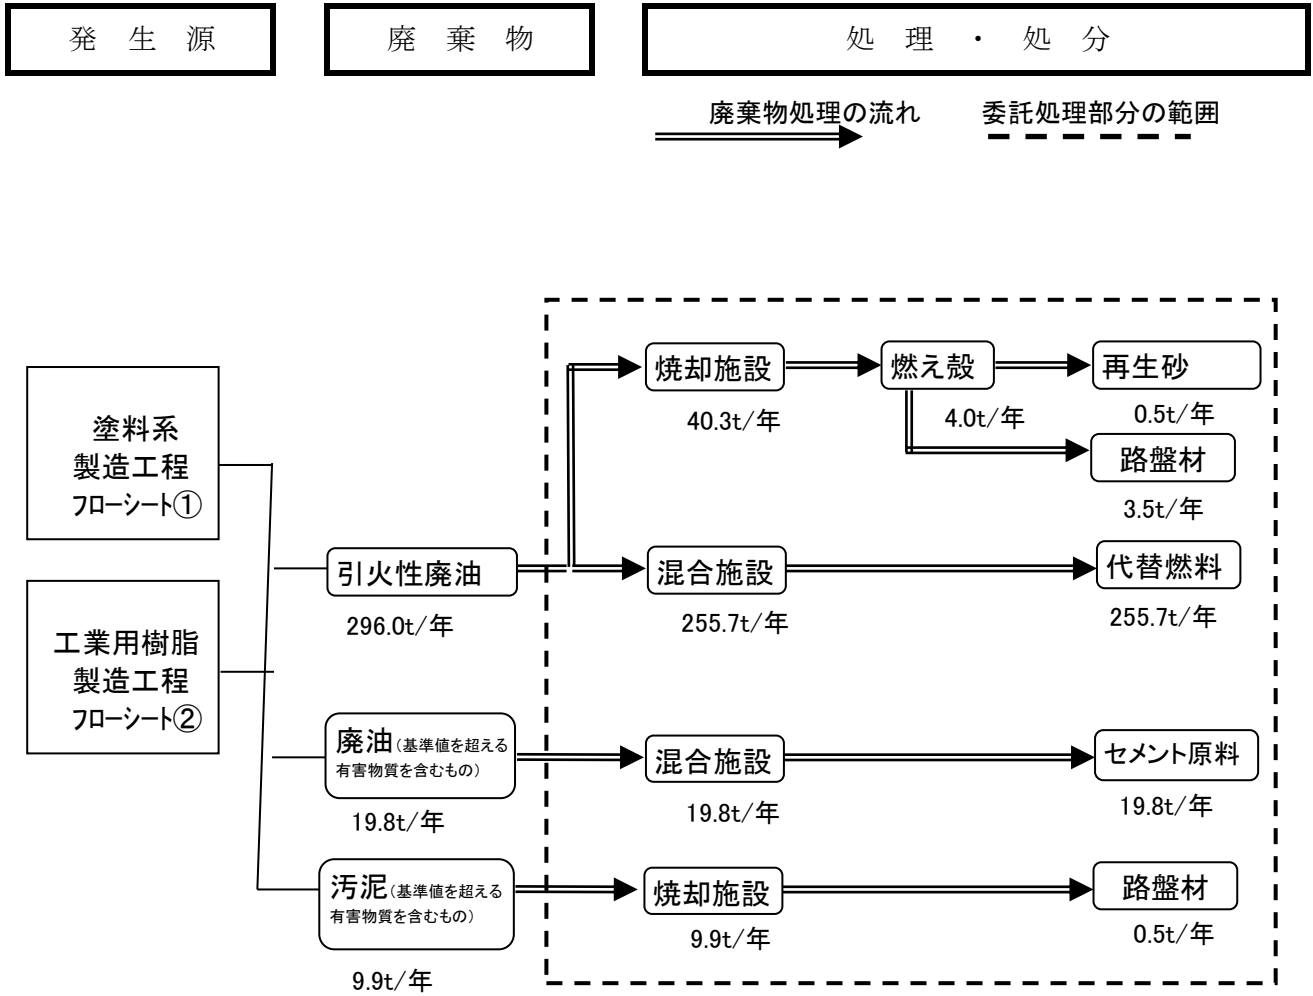 発 生 源
廃 棄 物
処 理 ・ 処 分
廃棄物処理の流れ
委託処理部分の範囲
塗料系
製造工程
フローシート①
工業用樹脂
製造工程
フローシート②
引火性廃油
296.0t/年
廃油(基準値を超える
有害物質を含むもの)
19.8t/年
汚泥(基準値を超える
有害物質を含むもの)
9.9t/年
焼却施設
40.3t/年
燃え殻
4.0t/年
再生砂
0.5t/年
路盤材
3.5t/年
混合施設
255.7t/年
代替燃料
255.7t/年
混合施設
19.8t/年
セメント原料
19.8t/年
焼却施設
9.9t/年
路盤材
0.5t/年